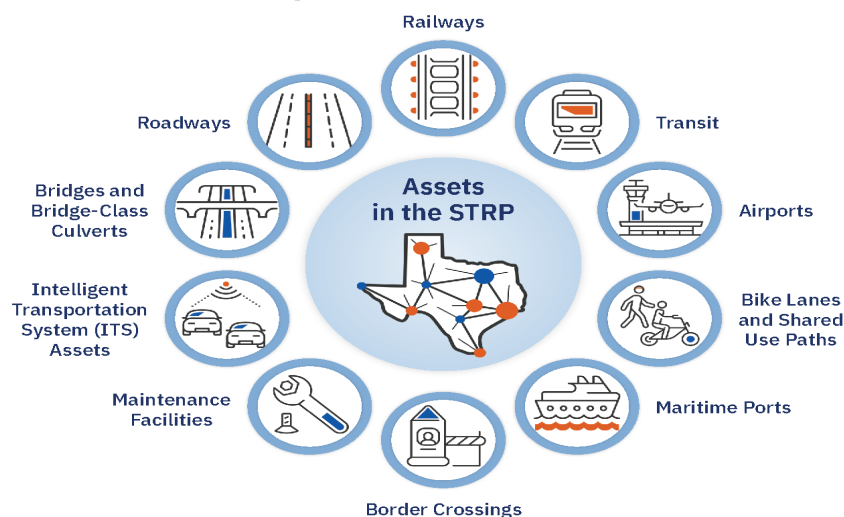 Railways
Roadways
Transit
Assets
in the STRP
Bridges and
Bridge-Class
Culverts
Airports
Intelligent
Transportation
System (ITS)
Assets
Bike Lanes
and Shared
Use Paths
Maintenance
Facilities
Maritime Ports
Border Crossings